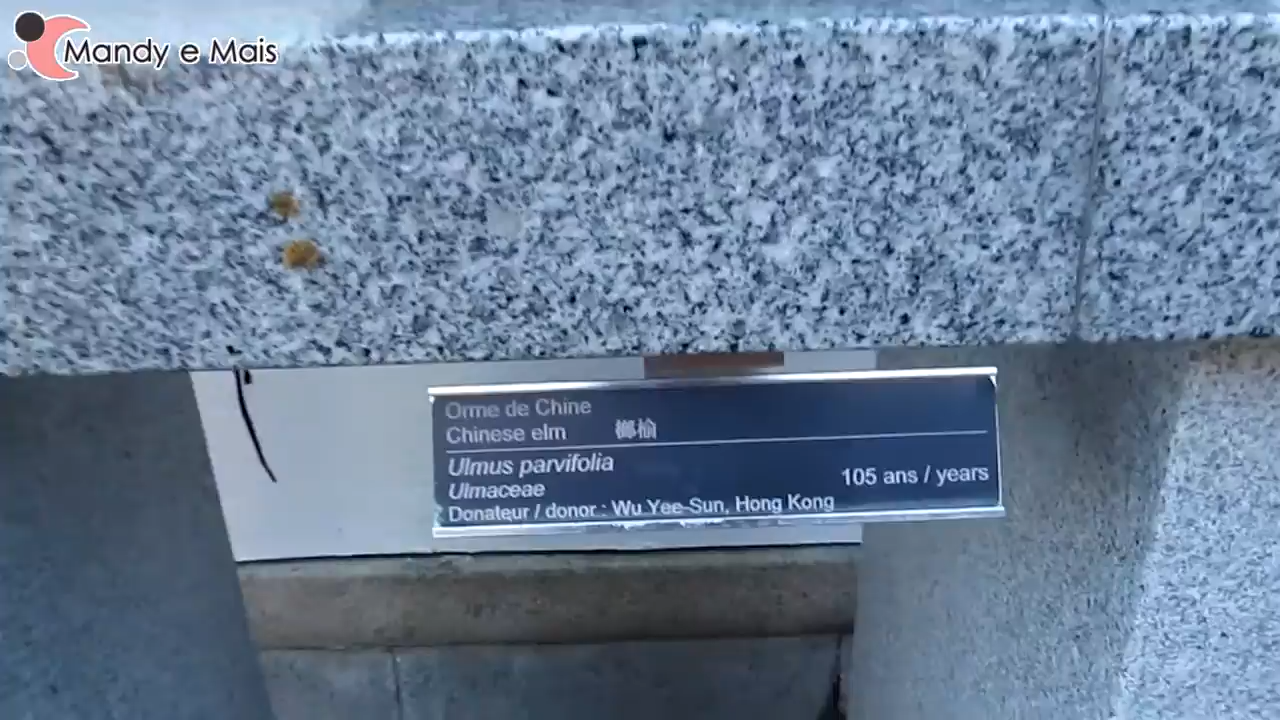 Mandy e Mais
Orme de Chine
Chinese elm 榔榆
Ulmus parvifolia
Ulmaceae
105 ans / years
Donateur / donor : Wu Yee-Sun, Hong Kong